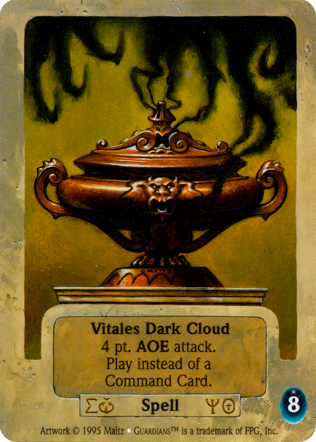 Vitales Dark Cloud
4 pt. AOE attack.
Play instead of a
Command Card.
Spell
8
Artwork © 1995 Maitz • GUARDIANS™ is a trademark of FPG, Inc.